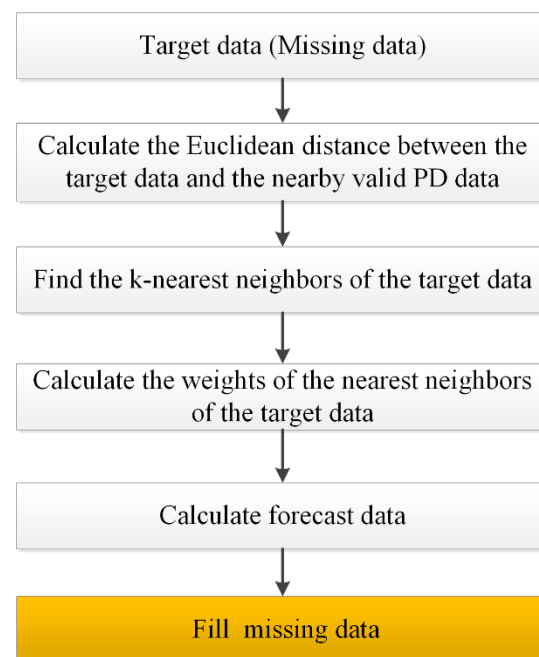 Target data (Missing data)
Calculate the Euclidean distance between the
target data and the nearby valid PD data
Find the k-nearest neighbors of the target data
Calculate the weights of the nearest neighbors
of the target data
Calculate forecast data
Fill  missing data